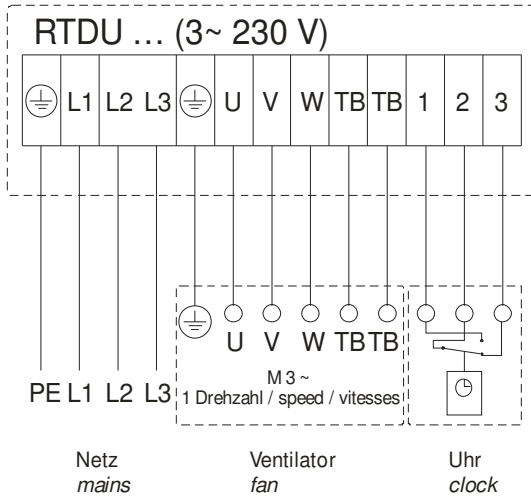 RTDU ... (3~ 230 V)
L1 L2 L3 U V W TB TB 1 2 3
U V W TB TB
M 3 ~
1 Drehzahl / speed / vitesses
PE L1 L2 L3
Netz Ventilator Uhr
mains fan clock